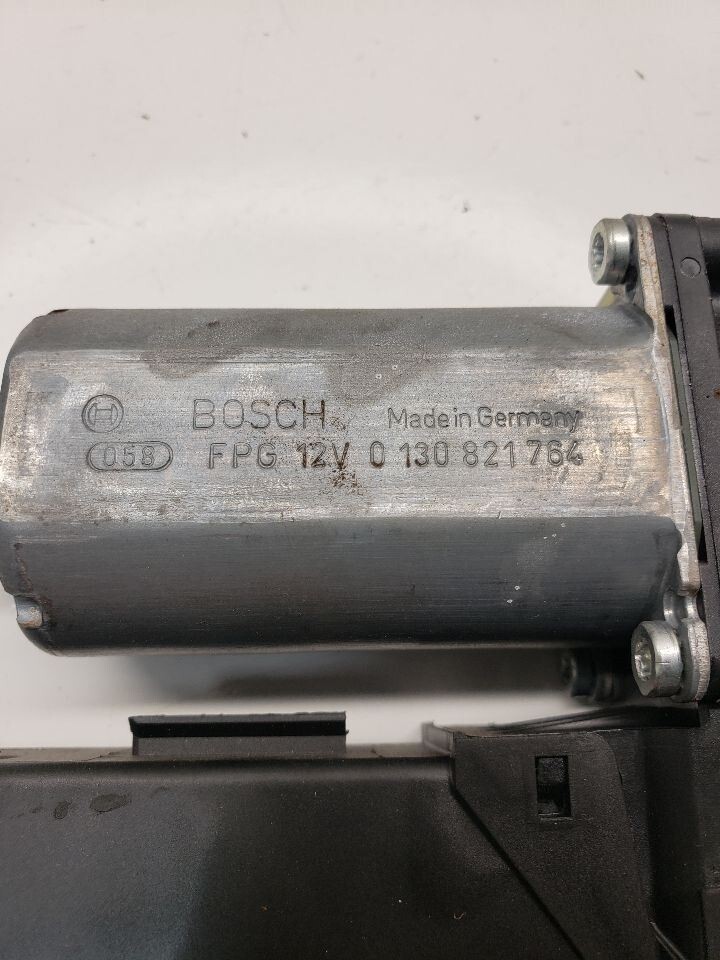 BOSCH Made in Germany
058 FPG 12V 0 130 821 764